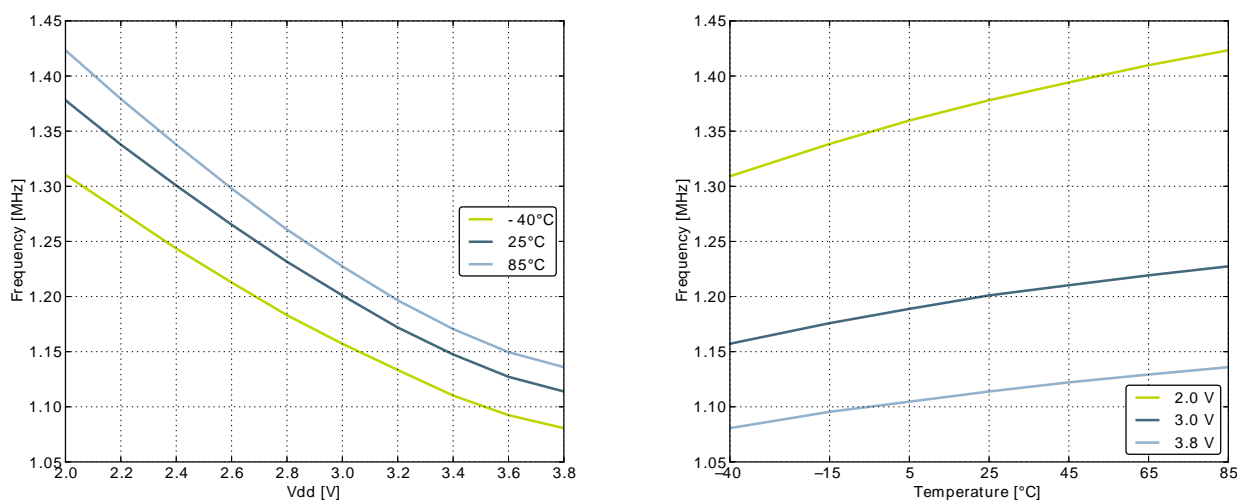 1.45
1.40
1.35
1.30
1.25
1.20
1.15
1.10
1.05
Frequency [MHz]
2.0 2.2 2.4 2.6 2.8 3.0 3.2 3.4 3.6 3.8
Vdd [V]
- 40°C
25°C
85°C
1.45
1.40
1.35
1.30
1.25
1.20
1.15
1.10
1.05
Frequency [MHz]
–40 –15 5 25 45 65 85
Temperature [°C]
2.0 V
3.0 V
3.8 V